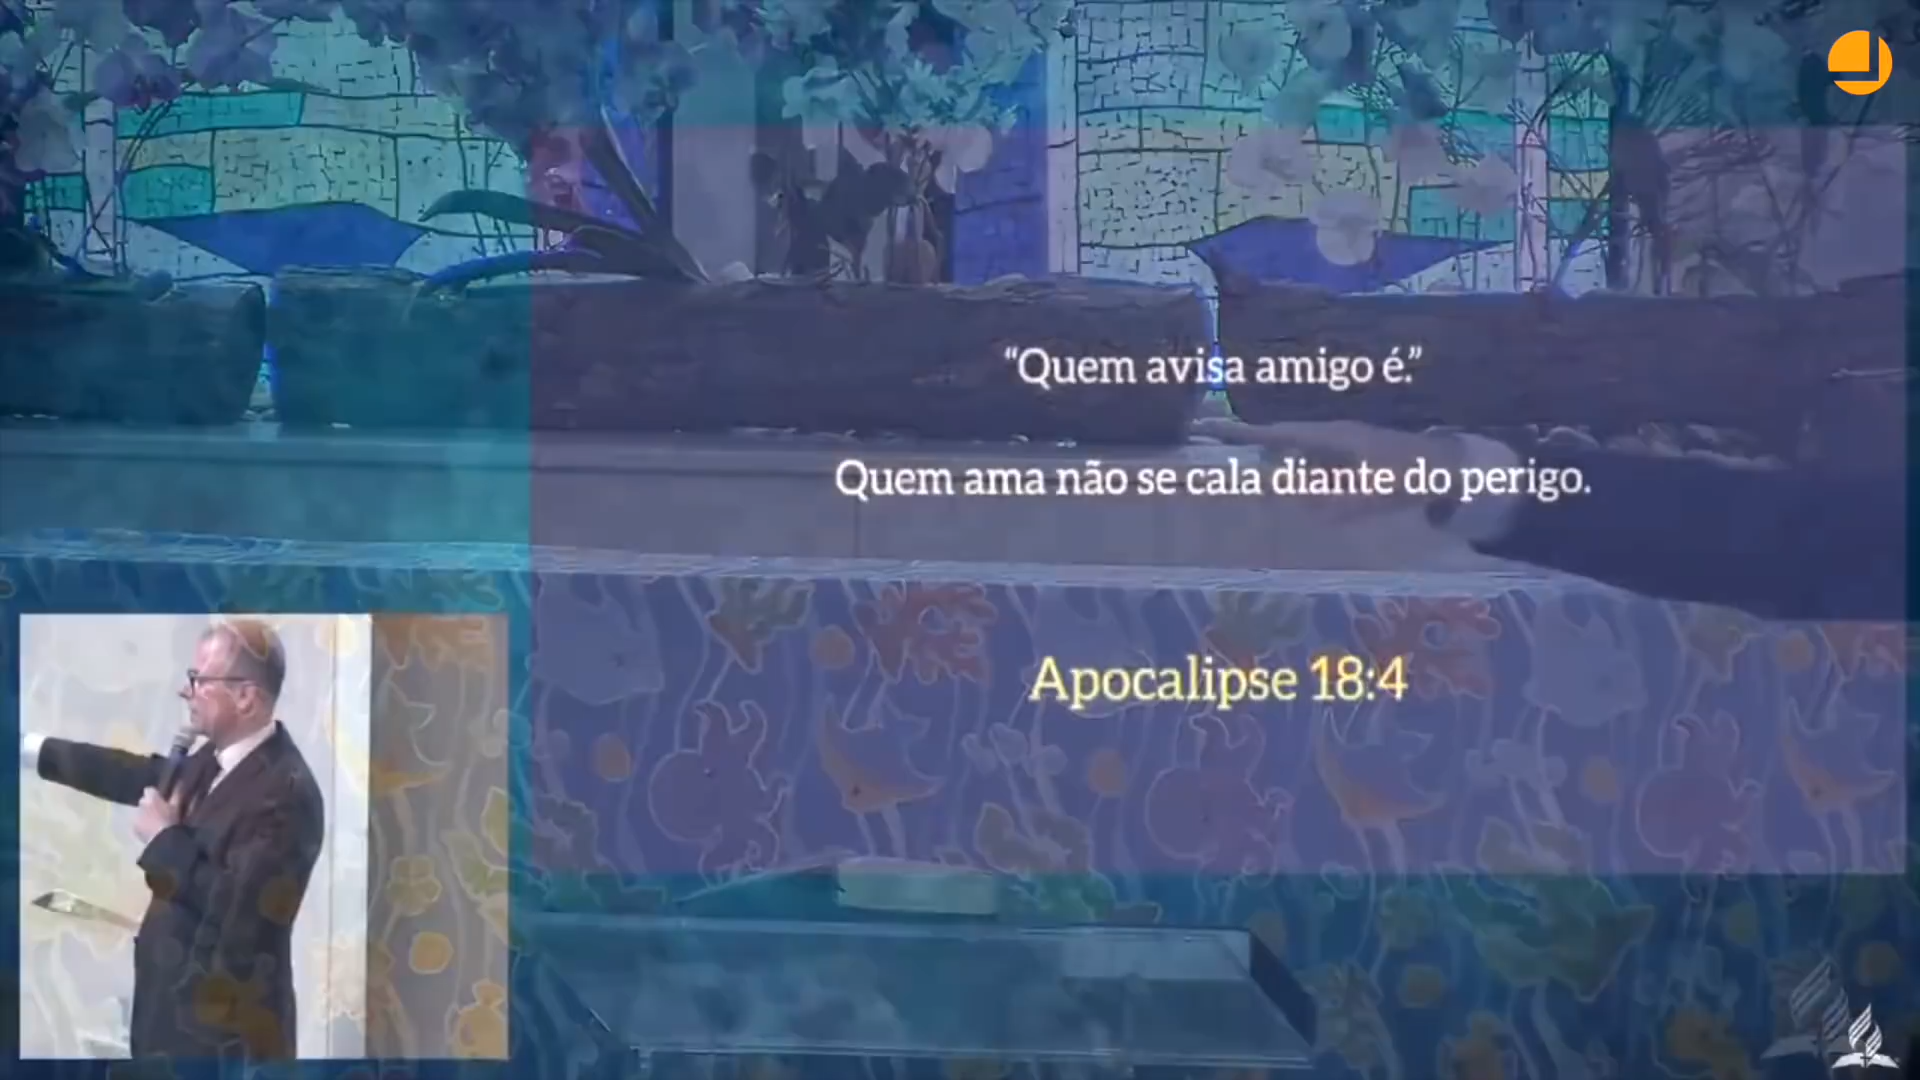 “Quem avisa amigo é.”
Quem ama não se cala diante do perigo.
Apocalipse 18:4